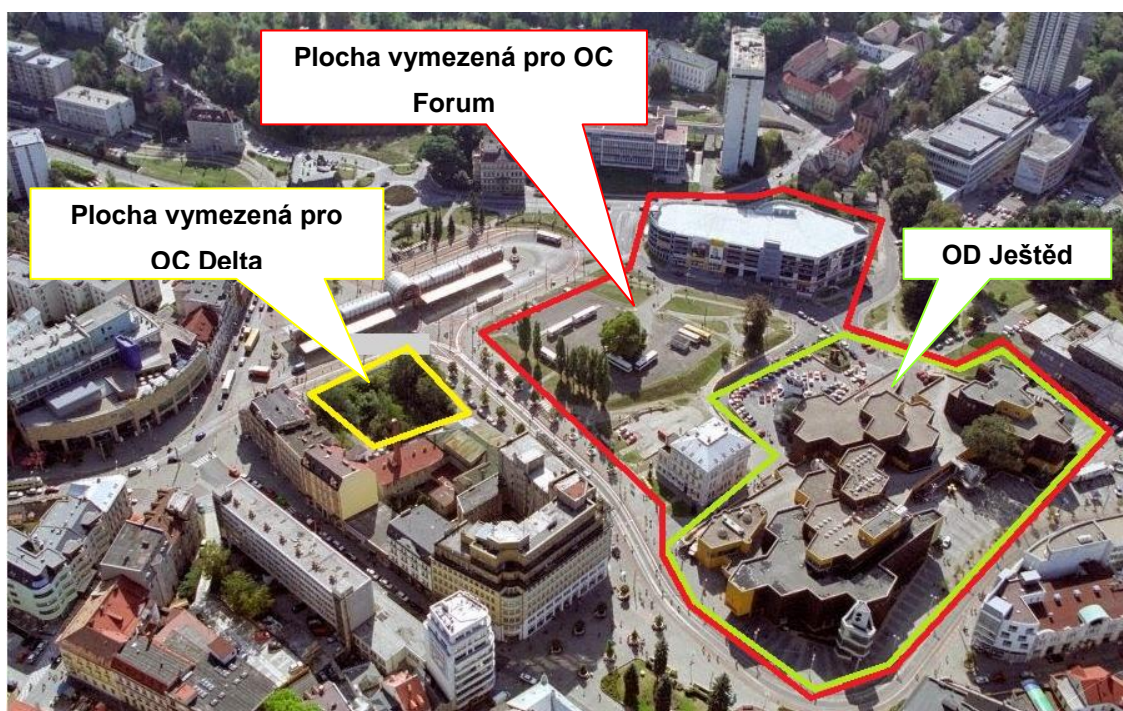 Plocha vymezená pro OC
Forum
Plocha vymezená pro
OC Delta
OD Ještěd